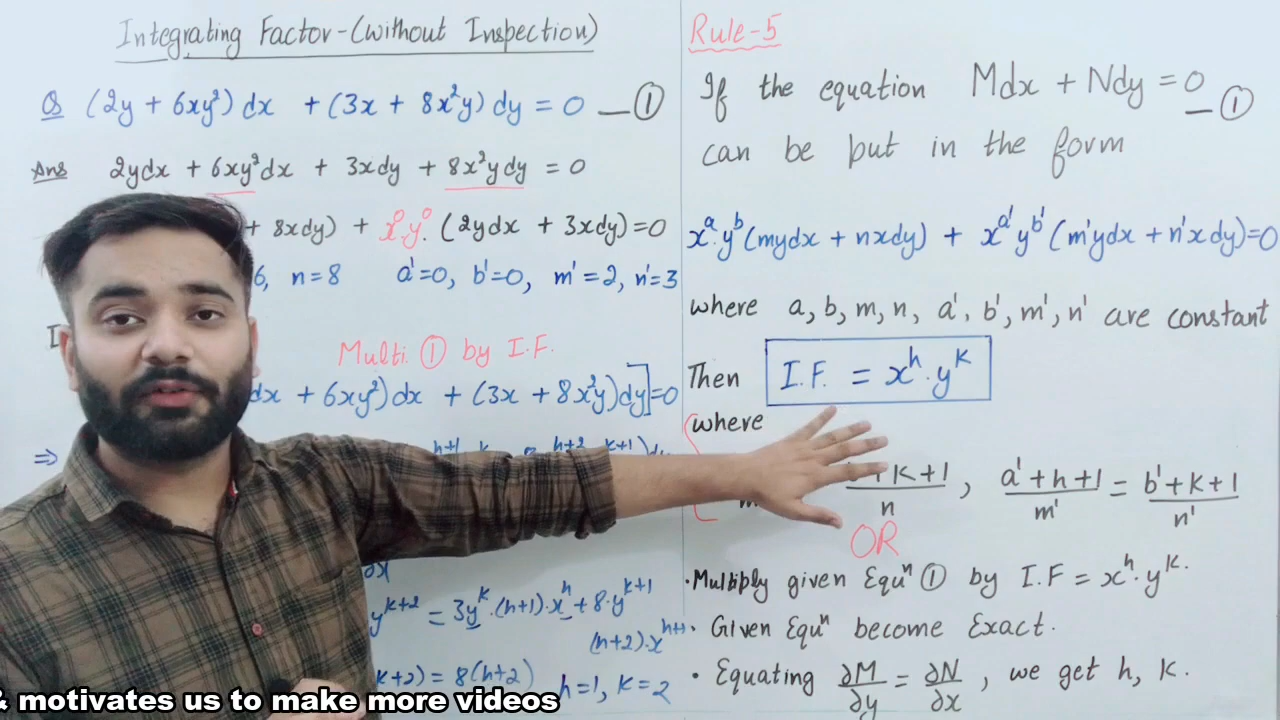 Integrating Factor-(without Inspection)
Q (2y + 6xy²) dx + (3x + 8x²y) dy = 0 —①
Ans 2ydx + 6xy²dx + 3xdy + 8x²ydy = 0
+ 8xdy) + x⁰.y⁰. (2ydx + 3xdy)=0
6, n=8 a'=0, b'=0, m'=2, n'=3
I
Multi. ① by I.F.
dx + 6xy²)dx + (3x + 8x²y)dy]=0
⇒
∂x
y^{k+2} = 3y^k.(h+1).x^h + 8.y^{k+1}
(h+2).x^{h+1}
k+2) = 8(h+2) h=1, k=2
Rule-5
If the equation Mdx + Ndy = 0 —①
can be put in the form
x^a.y^b(mydx + nxdy) + x^{a'}y^{b'}(m'ydx + n'xdy)=0
where a, b, m, n, a', b', m', n' are constant
Then I.F. = x^h.y^k
where
+k+1/n , a'+h+1/m' = b'+k+1/n'
OR
•Multiply given Equⁿ ① by I.F = x^h.y^k.
• Given Equⁿ become Exact.
• Equating ∂M/∂y = ∂N/∂x , we get h, k.
& motivates us to make more videos